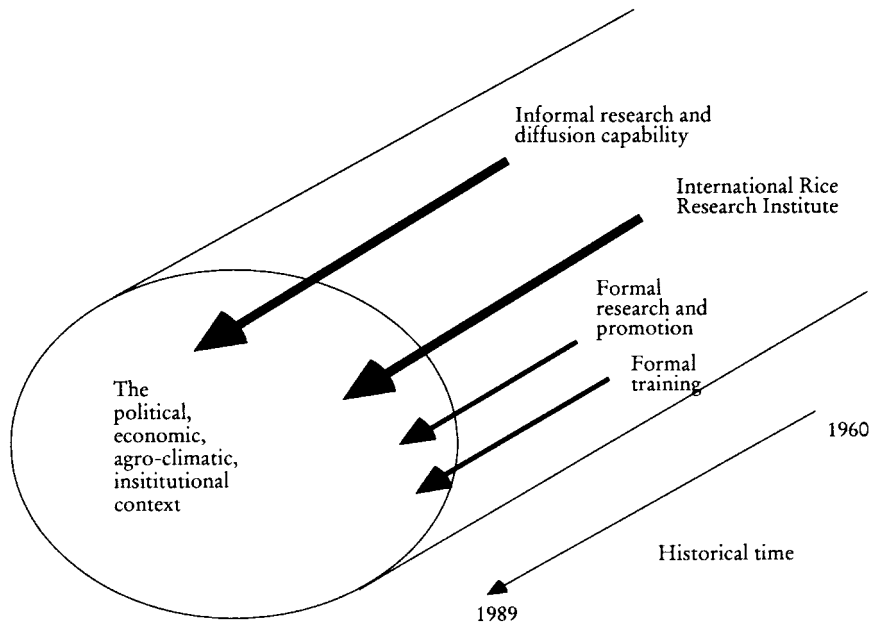 Informal research and
diffusion capability
International Rice
Research Institute
Formal
research and
promotion
Formal
training
The
political,
economic,
agro-climatic,
insititutional
context
1960
Historical time
1989